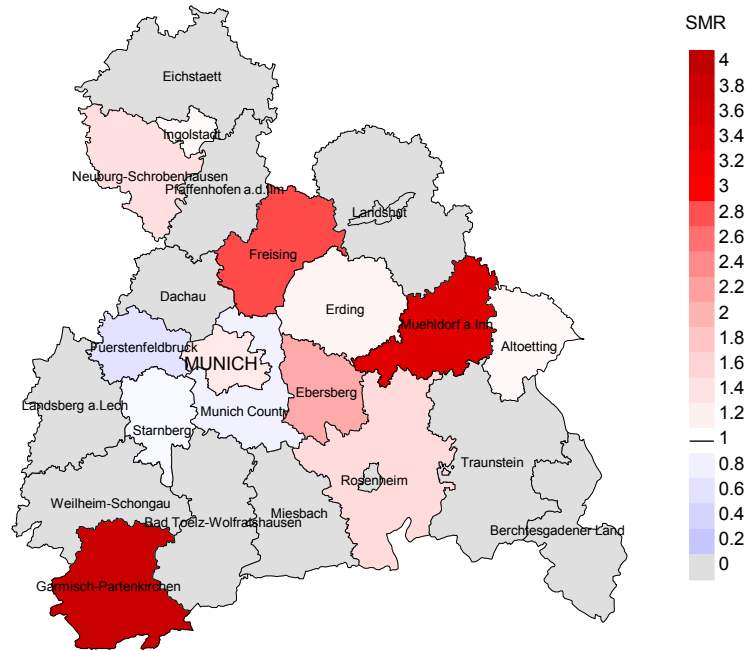 SMR
Eichstaett
Ingolstadt
Neuburg-Schrobenhausen
Pfaffenhofen a.d.Ilm
Landshut
Freising
Dachau
Erding
Muehldorf a.Inn
Altoetting
Fuerstenfeldbruck
MUNICH
Ebersberg
Landsberg a.Lech
Munich County
Starnberg
Traunstein
Rosenheim
Weilheim-Schongau
Miesbach
Bad Toelz-Wolfratshausen
Berchtesgadener Land
Garmisch-Partenkirchen
4
3.8
3.6
3.4
3.2
3
2.8
2.6
2.4
2.2
2
1.8
1.6
1.4
1.2
1
0.8
0.6
0.4
0.2
0